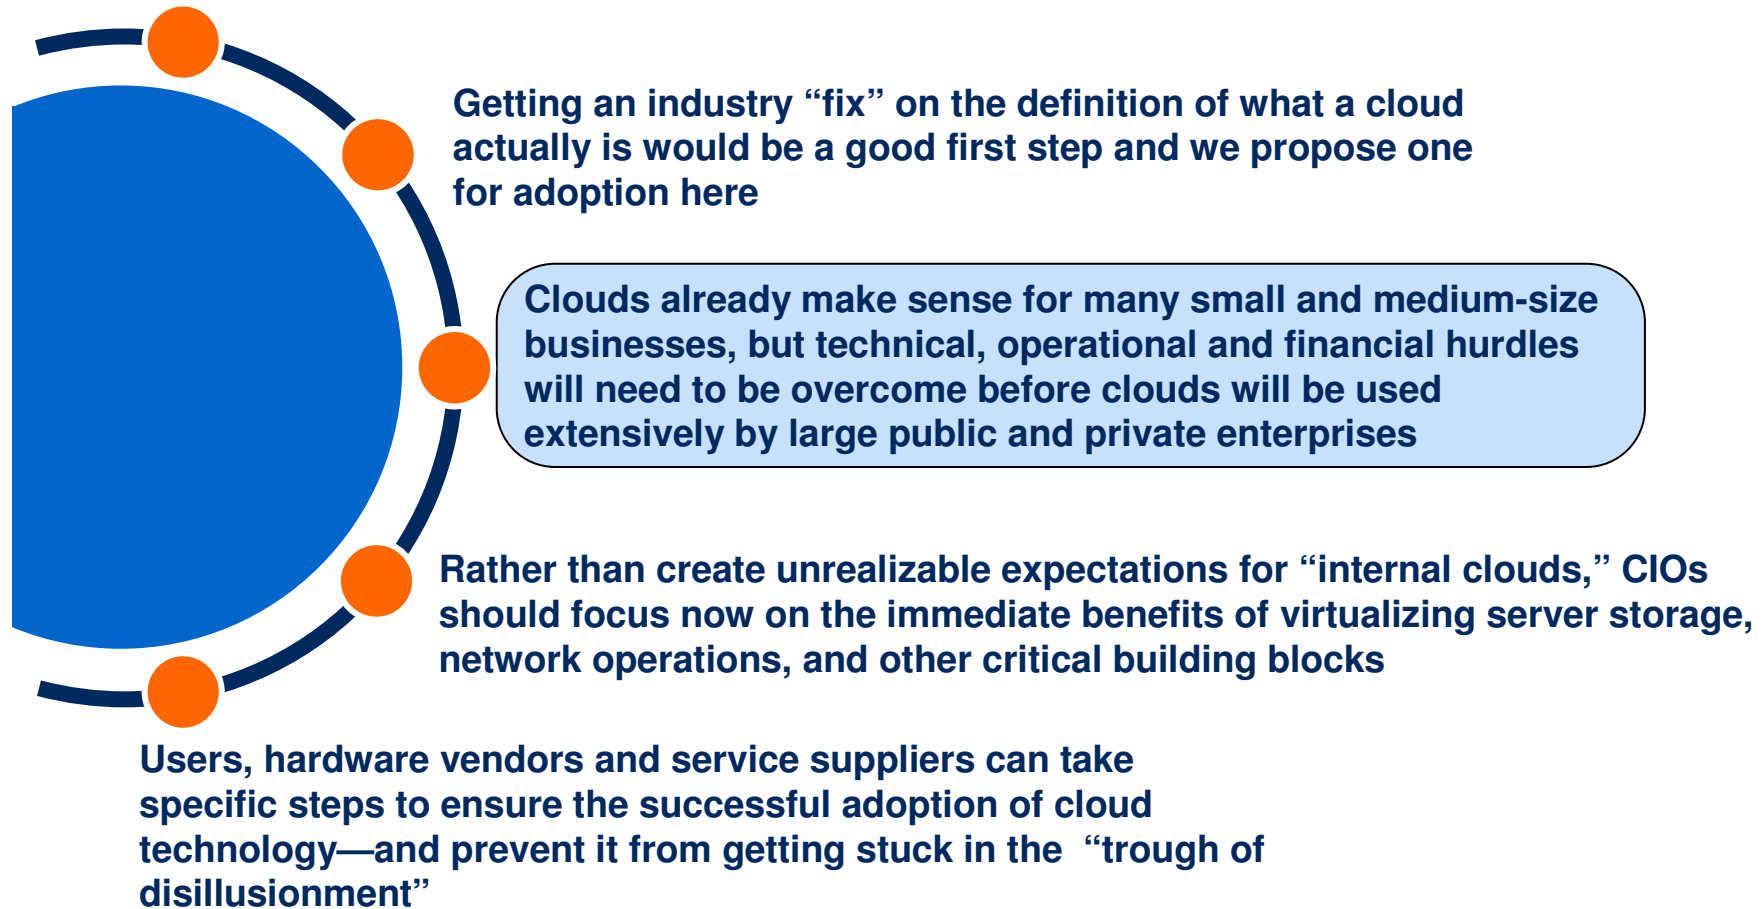 Getting an industry “fix” on the definition of what a cloud
actually is would be a good first step and we propose one
for adoption here
Clouds already make sense for many small and medium-size
businesses, but technical, operational and financial hurdles
will need to be overcome before clouds will be used
extensively by large public and private enterprises
Rather than create unrealizable expectations for “internal clouds,” CIOs
should focus now on the immediate benefits of virtualizing server storage,
network operations, and other critical building blocks
Users, hardware vendors and service suppliers can take
specific steps to ensure the successful adoption of cloud
technology—and prevent it from getting stuck in the “trough of
disillusionment”